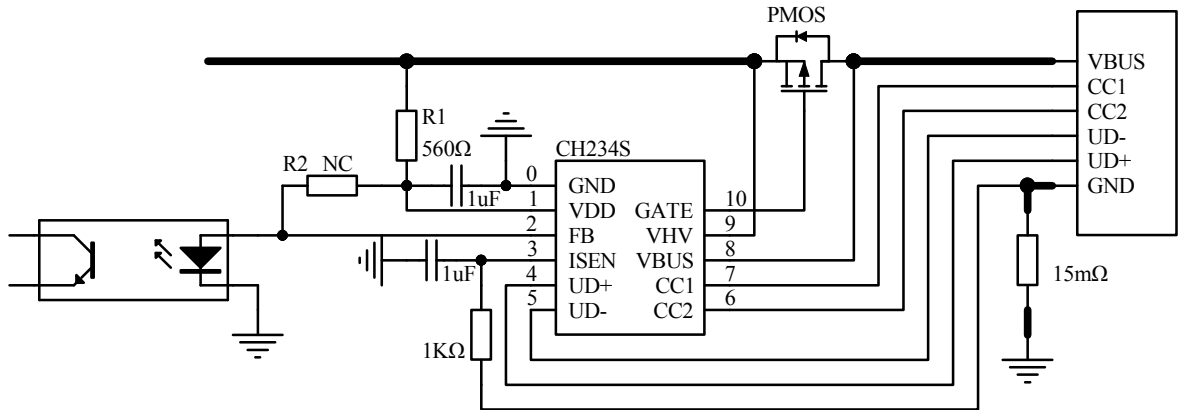 PMOS
VBUS
CC1
CC2
UD-
UD+
GND
R1
560Ω
CH234S
R2 NC
1uF
0
GND
1
VDD
GATE
10
2
FB
VHV
9
3
ISEN
VBUS
8
1uF
4
UD+
CC1
7
5
UD-
CC2
6
15mΩ
1KΩ